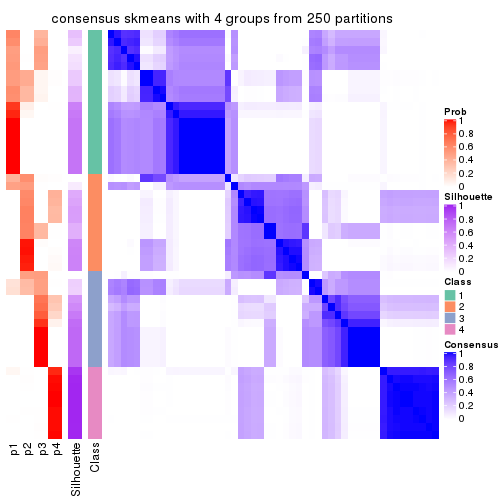 consensus skmeans with 4 groups from 250 partitions
Prob
1
0.8
0.6
0.4
0.2
0
Silhouette
1
0.8
0.6
0.4
0.2
0
Class
1
2
3
4
Consensus
1
0.8
0.6
0.4
0.2
0
p1
p2
p3
p4
Silhouette
Class